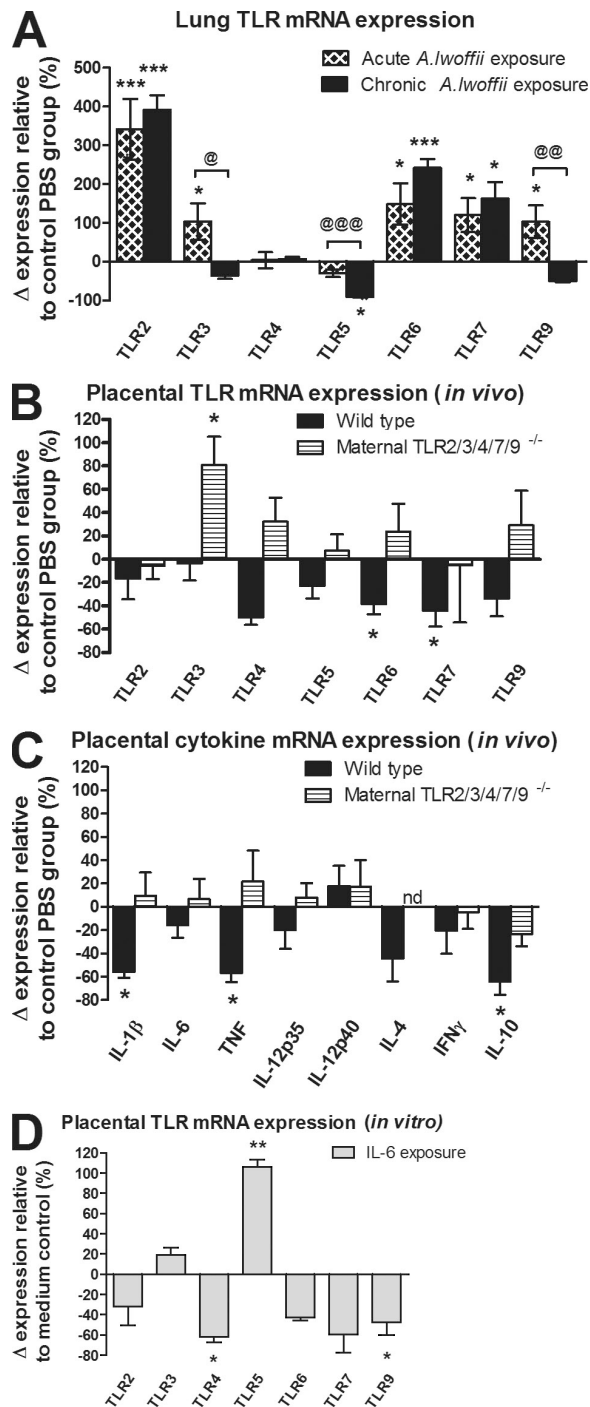 A
Lung TLR mRNA expression
Acute A.lwoffii exposure
Chronic A.lwoffii exposure
Δ expression relative
to control PBS group (%)
500
400
300
200
100
0
-100
*** *** * @ @@@ * * *** * * * @@
TLR2 TLR3 TLR4 TLR5 TLR6 TLR7 TLR9
B
Placental TLR mRNA expression (in vivo)
Wild type
Maternal TLR2/3/4/7/9 -/-
Δ expression relative
to control PBS group (%)
120
100
80
60
40
20
0
-20
-40
-60
-80
* * *
TLR2 TLR3 TLR4 TLR5 TLR6 TLR7 TLR9
C
Placental cytokine mRNA expression (in vivo)
Wild type
Maternal TLR2/3/4/7/9 -/-
Δ expression relative
to control PBS group (%)
120
100
80
60
40
20
0
-20
-40
-60
-80
nd
* * *
IL-1β IL-6 TNF IL-12p35 IL-12p40 IL-4 IFNγ IL-10
D
Placental TLR mRNA expression (in vitro)
IL-6 exposure
Δ expression relative
to medium control (%)
120
100
80
60
40
20
0
-20
-40
-60
-80
** * *
TLR2 TLR3 TLR4 TLR5 TLR6 TLR7 TLR9